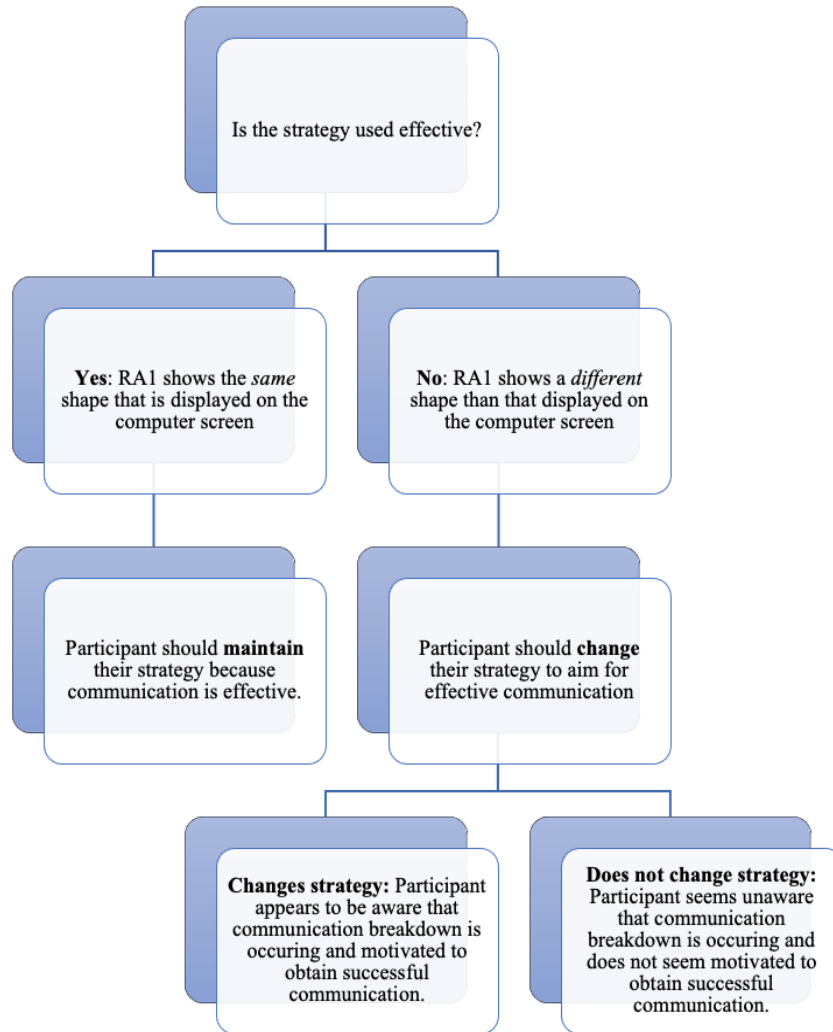 Is the strategy used effective?
Yes: RA1 shows the same
shape that is displayed on the
computer screen
No: RA1 shows a different
shape than that displayed on
the computer screen
Participant should maintain
their strategy because
communication is effective.
Participant should change
their strategy to aim for
effective communication
Changes strategy: Participant
appears to be aware that
communication breakdown is
occuring and motivated to
obtain successful
communication.
Does not change strategy:
Participant seems unaware
that communication
breakdown is occuring and
does not seem motivated to
obtain successful
communication.